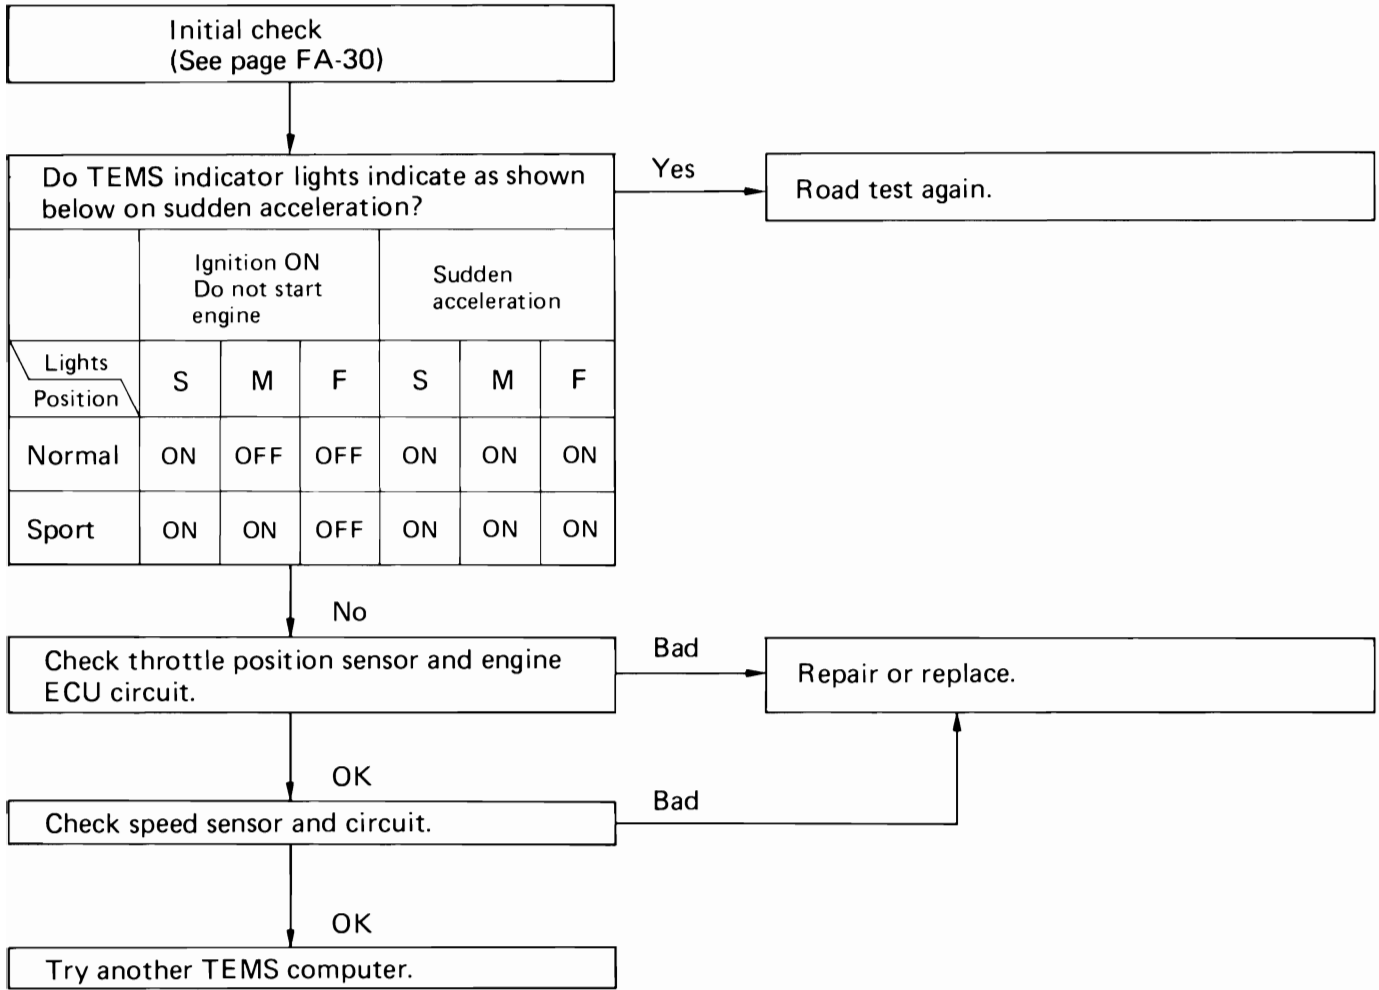 Initial check
(See page FA-30)
Do TEMS indicator lights indicate as shown
below on sudden acceleration?
Yes
Road test again.
Ignition ON
Do not start
engine
Sudden
acceleration
Lights
Position
S M F S M F
Normal ON OFF OFF ON ON ON
Sport ON ON OFF ON ON ON
No
Check throttle position sensor and engine
ECU circuit.
Bad
Repair or replace.
OK
Check speed sensor and circuit.
Bad
OK
Try another TEMS computer.